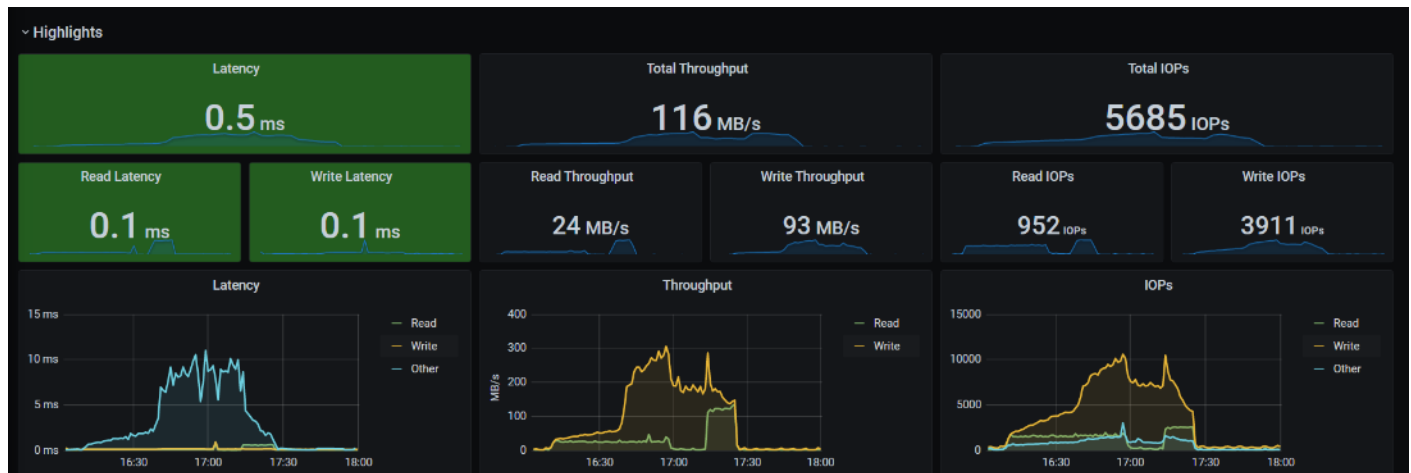 Highlights
Latency
0.5 ms
Total Throughput
116 MB/s
Total IOPs
5685 IOPs
Read Latency
0.1 ms
Write Latency
0.1 ms
Read Throughput
24 MB/s
Write Throughput
93 MB/s
Read IOPs
952 IOPs
Write IOPs
3911 IOPs
Latency
15 ms
10 ms
5 ms
0 ms
16:30 17:00 17:30 18:00
Read
Write
Other
Throughput
MB/s
400
300
200
100
0
16:30 17:00 17:30 18:00
Read
Write
IOPs
15000
10000
5000
0
16:30 17:00 17:30 18:00
Read
Write
Other